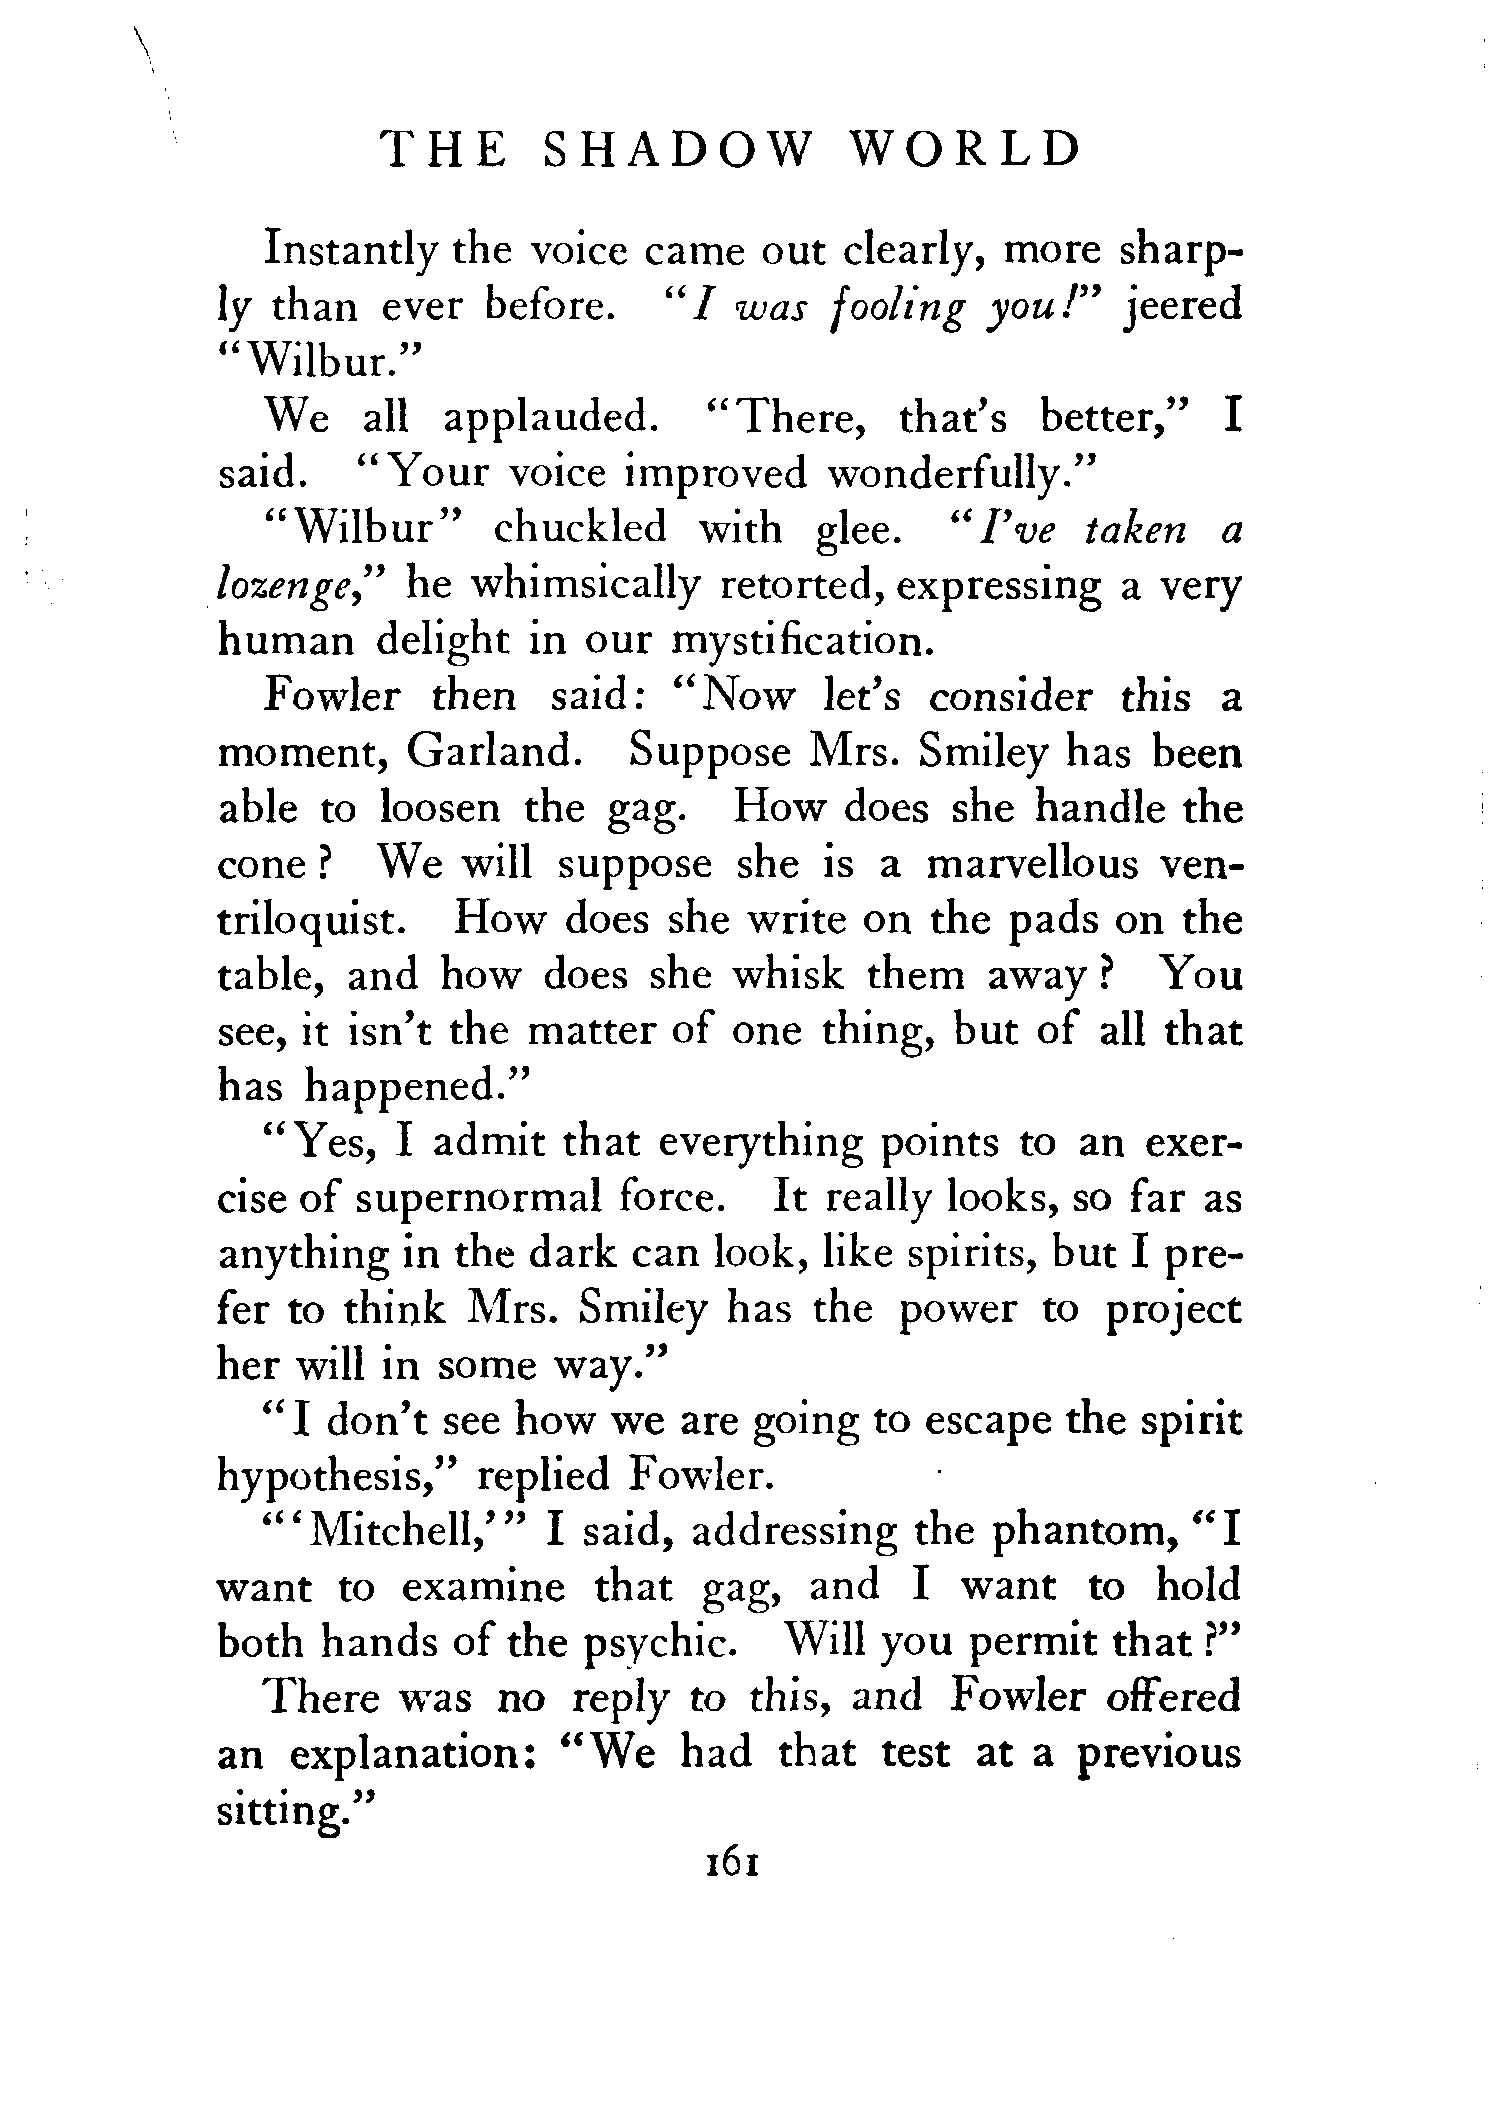 THE SHADOW WORLD
Instantly the voice came out clearly, more sharp-
ly than ever before. "I was fooling you!" jeered
"Wilbur."
We all applauded. "There, that's better," I
said. "Your voice improved wonderfully."
"Wilbur" chuckled with glee. "I've taken a
lozenge," he whimsically retorted, expressing a very
human delight in our mystification.
Fowler then said: "Now let's consider this a
moment, Garland. Suppose Mrs. Smiley has been
able to loosen the gag. How does she handle the
cone? We will suppose she is a marvellous ven-
triloquist. How does she write on the pads on the
table, and how does she whisk them away? You
see, it isn't the matter of one thing, but of all that
has happened."
"Yes, I admit that everything points to an exer-
cise of supernormal force. It really looks, so far as
anything in the dark can look, like spirits, but I pre-
fer to think Mrs. Smiley has the power to project
her will in some way."
"I don't see how we are going to escape the spirit
hypothesis," replied Fowler.
"'Mitchell,'" I said, addressing the phantom, "I
want to examine that gag, and I want to hold
both hands of the psychic. Will you permit that?"
There was no reply to this, and Fowler offered
an explanation: "We had that test at a previous
sitting."
161